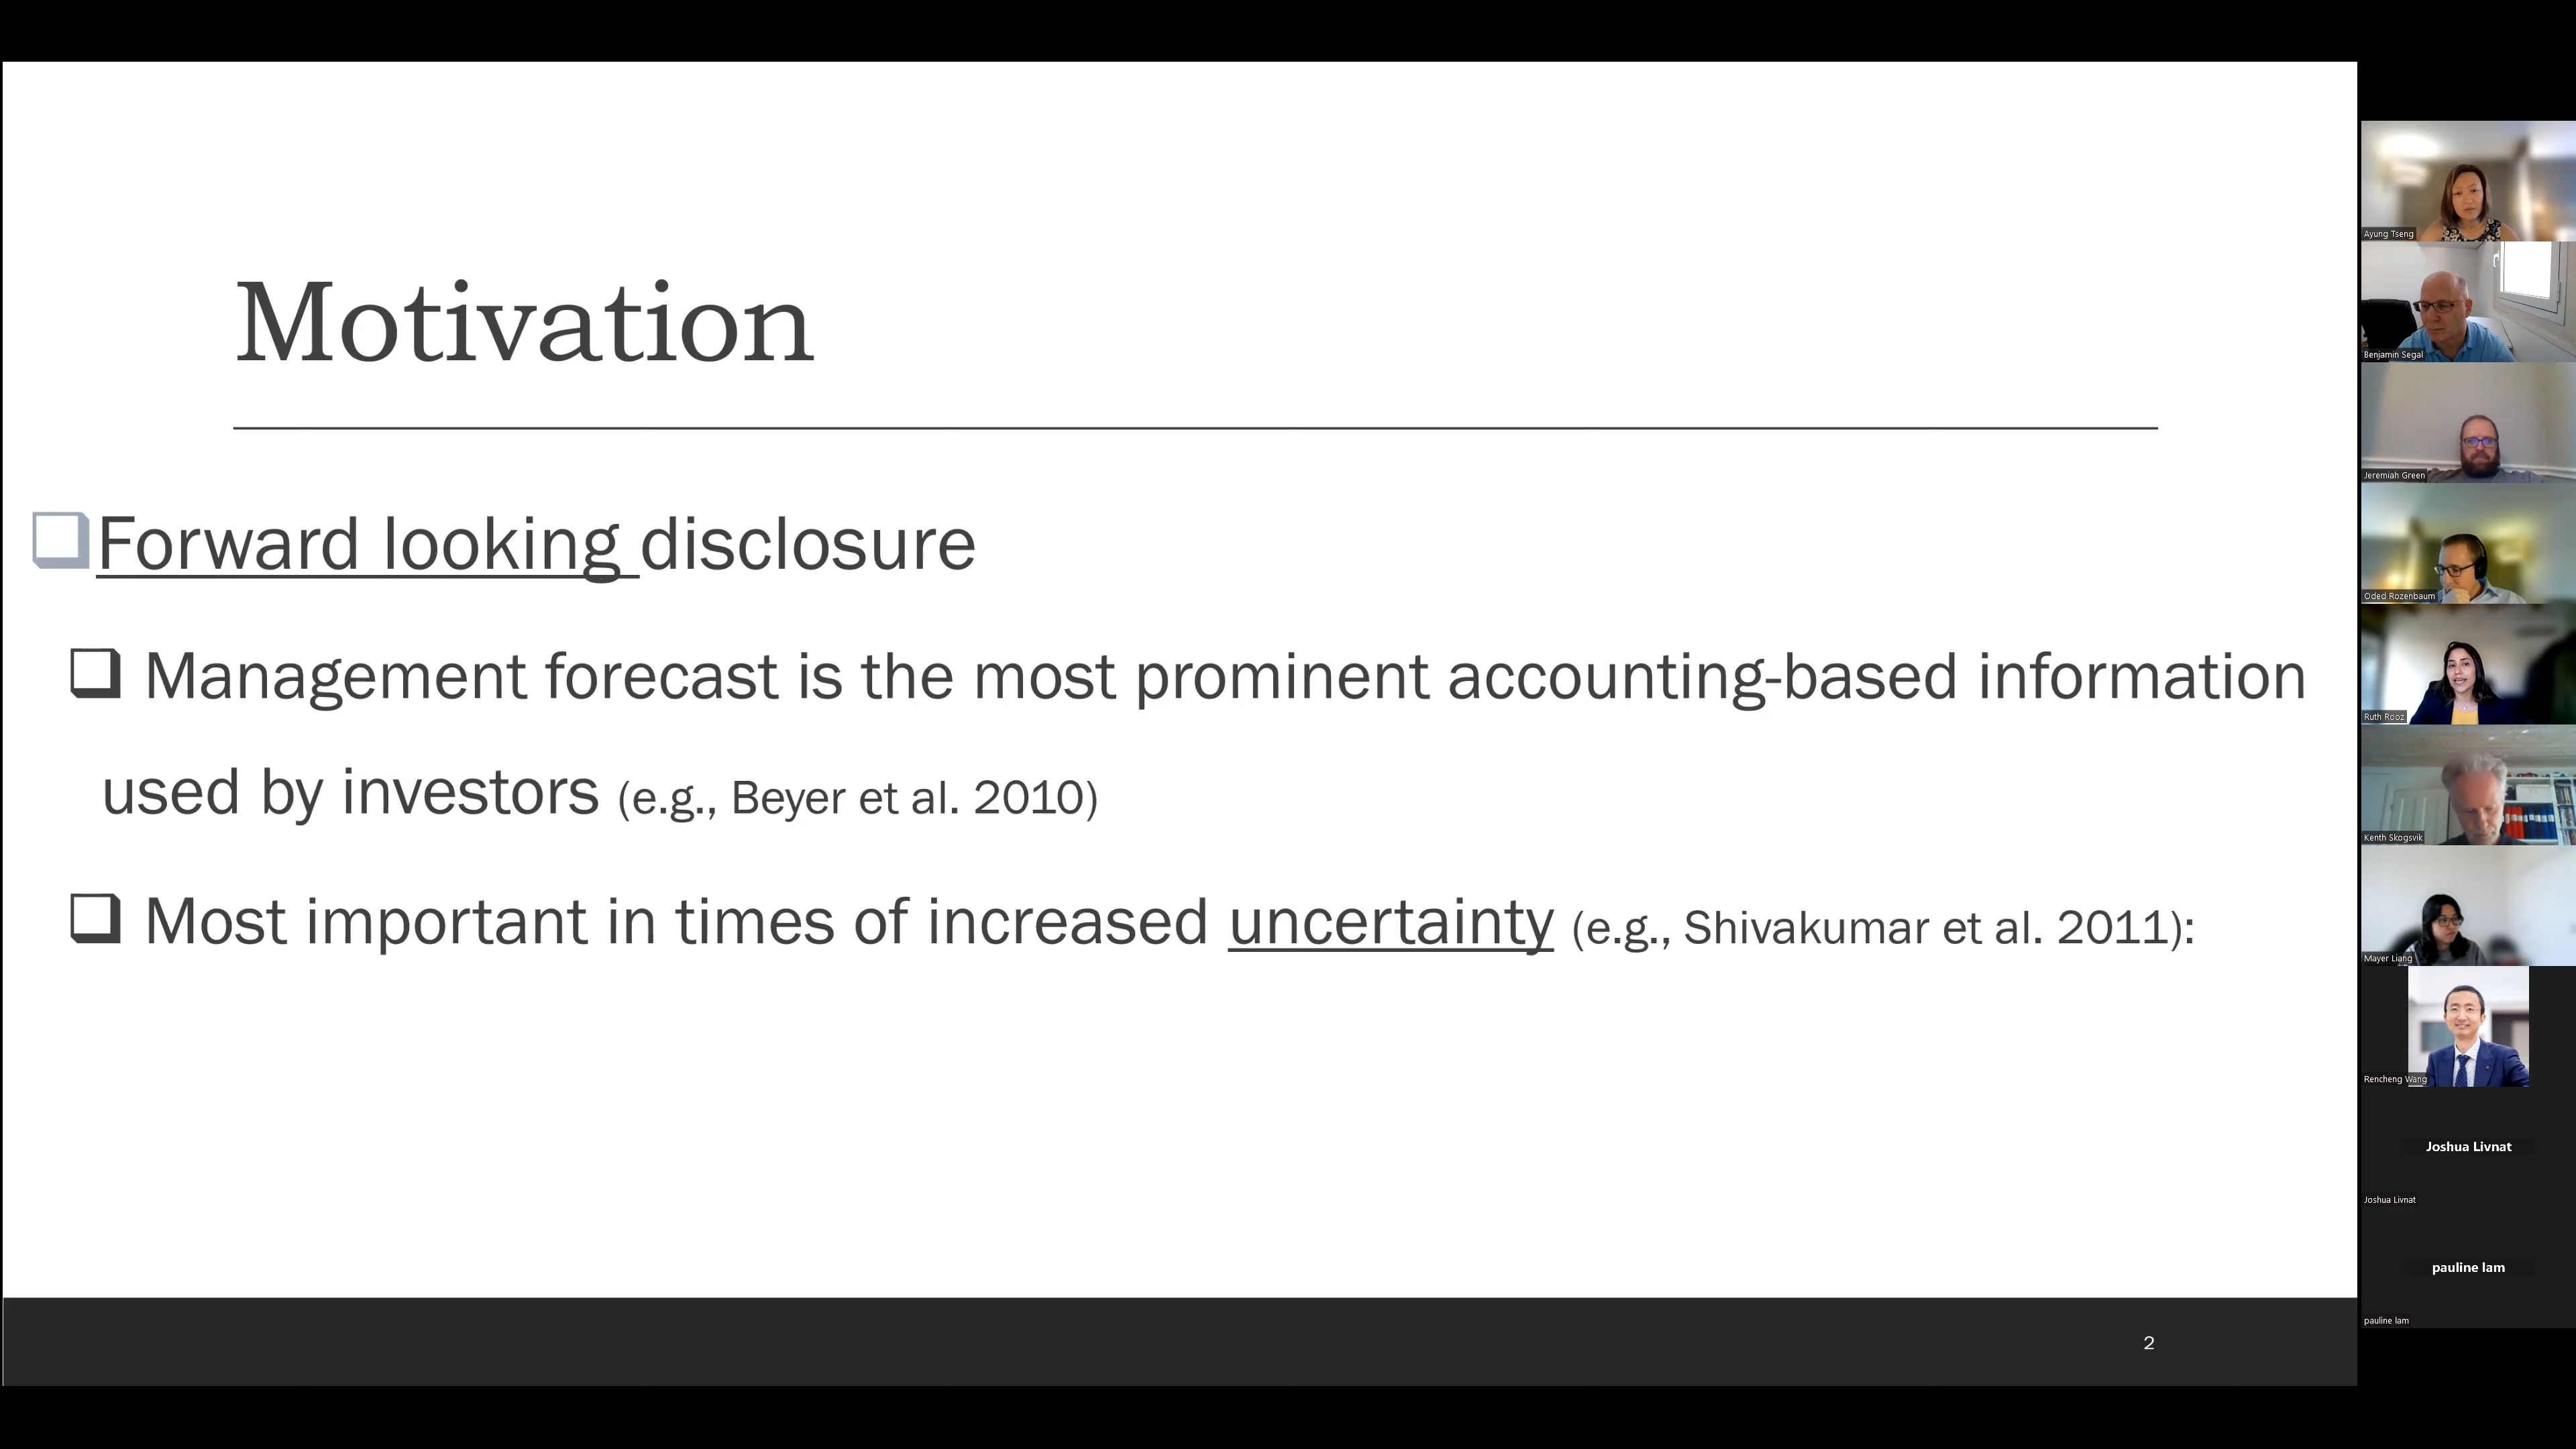 Motivation
Forward looking disclosure
Management forecast is the most prominent accounting-based information
used by investors (e.g., Beyer et al. 2010)
Most important in times of increased uncertainty (e.g., Shivakumar et al. 2011):
2
Ayung Tseng
Benjamin Segal
Jeremiah Green
Oded Rozenbaum
Ruth Rooz
Kenth Skogsvik
Mayer Liang
Rencheng Wang
Joshua Livnat
Joshua Livnat
pauline lam
pauline lam